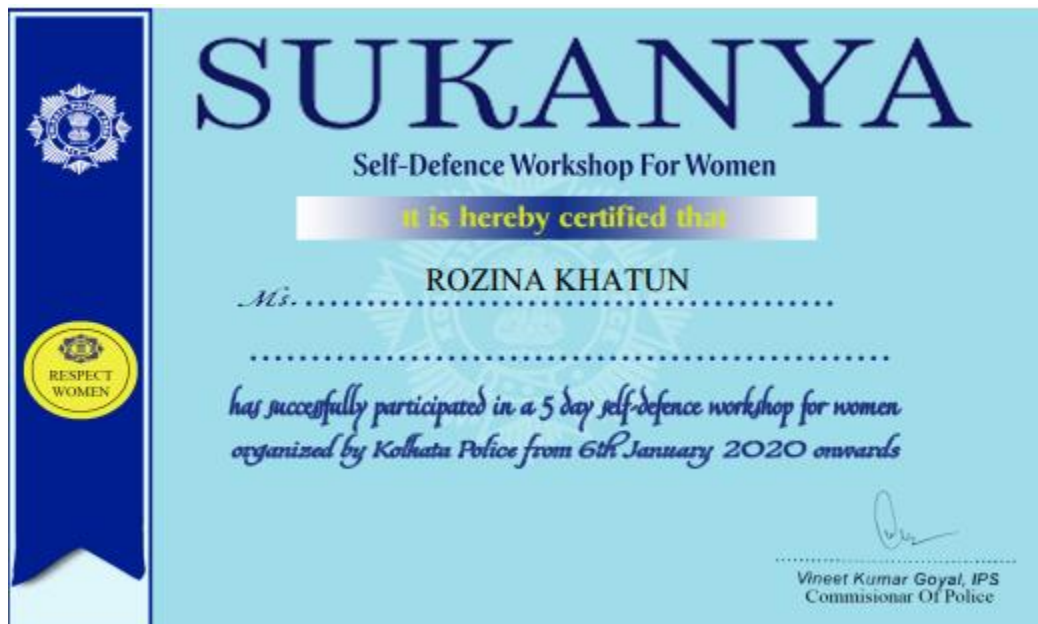 SUKANYA
Self-Defence Workshop For Women
It is hereby certified that
Ms. ROZINA KHATUN
has successfully participated in a 5 day self-defence workshop for women
organized by Kolkata Police from 6th January 2020 onwards
RESPECT
WOMEN
Vineet Kumar Goyal, IPS
Commisionar Of Police